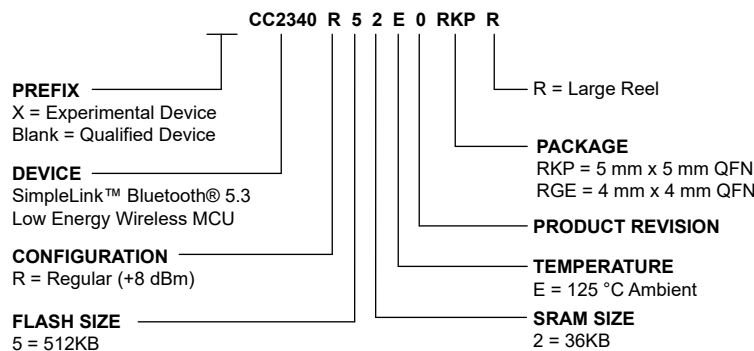 CC2340 R 5 2 E 0 RKP R
PREFIX
X = Experimental Device
Blank = Qualified Device
DEVICE
SimpleLink™ Bluetooth® 5.3
Low Energy Wireless MCU
CONFIGURATION
R = Regular (+8 dBm)
FLASH SIZE
5 = 512KB
R = Large Reel
PACKAGE
RKP = 5 mm x 5 mm QFN
RGE = 4 mm x 4 mm QFN
PRODUCT REVISION
TEMPERATURE
E = 125 °C Ambient
SRAM SIZE
2 = 36KB